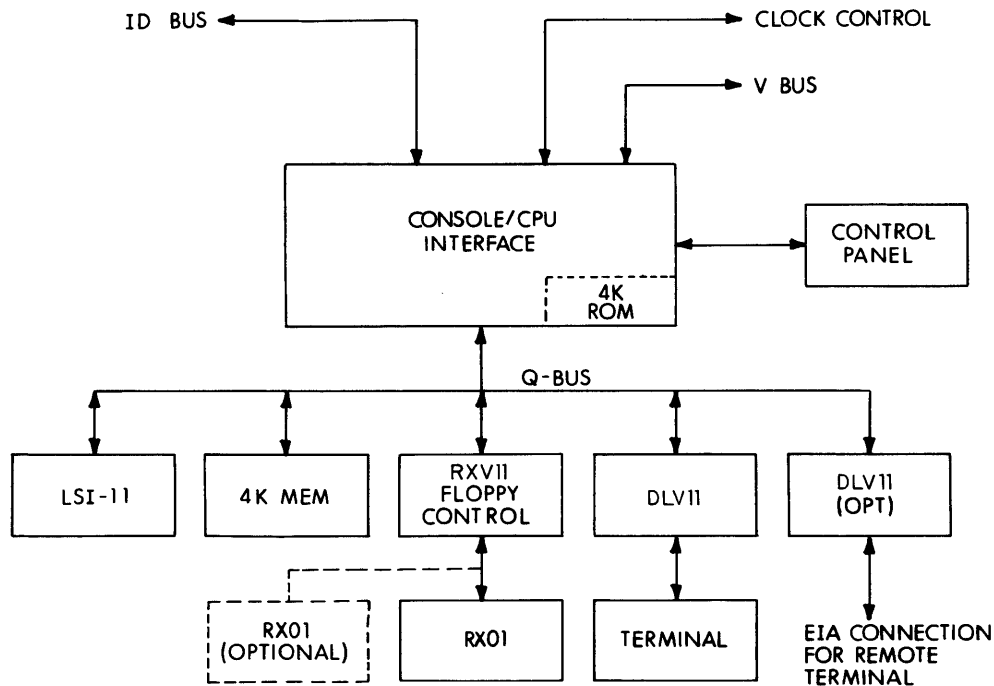 ID BUS
CLOCK CONTROL
V BUS
CONSOLE/CPU
INTERFACE
4K
ROM
CONTROL
PANEL
Q-BUS
LSI-11
4K MEM
RXV11
FLOPPY
CONTROL
DLV11
DLV11
(OPT)
RX01
(OPTIONAL)
RX01
TERMINAL
EIA CONNECTION
FOR REMOTE
TERMINAL